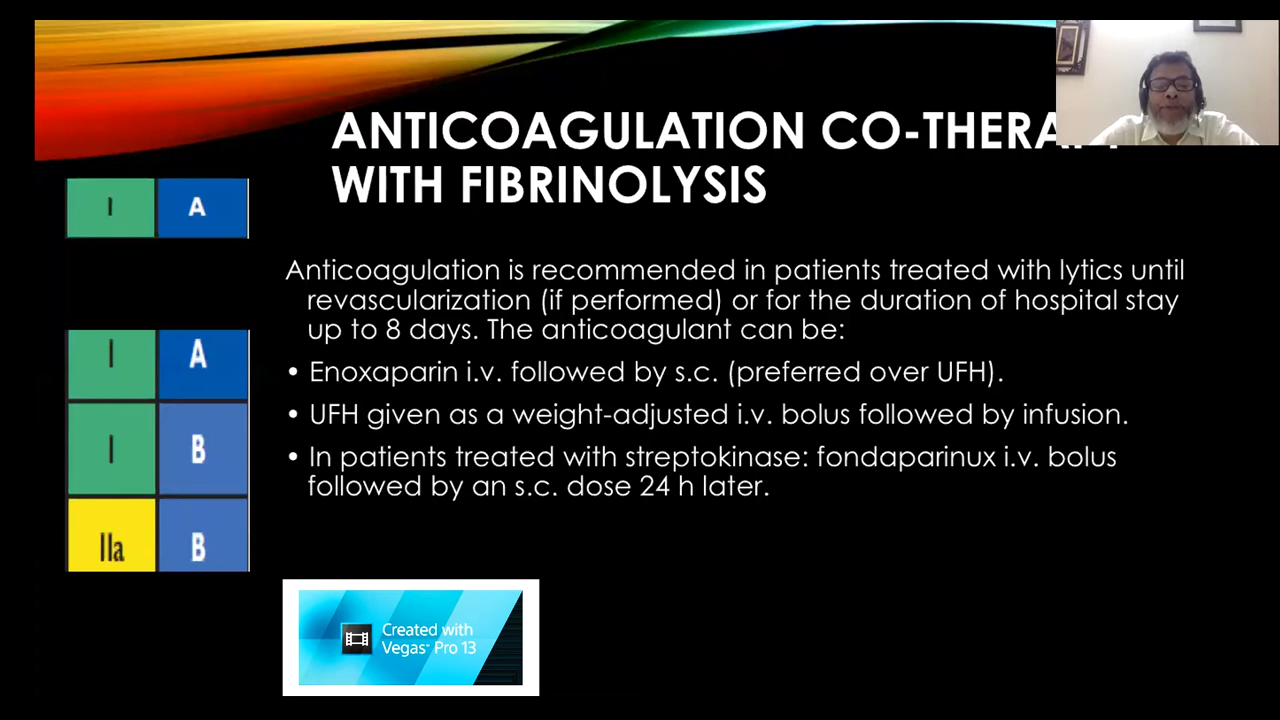 ANTICOAGULATION CO-THERAPY
WITH FIBRINOLYSIS
I A
Anticoagulation is recommended in patients treated with lytics until
revascularization (if performed) or for the duration of hospital stay
up to 8 days. The anticoagulant can be:
I A
• Enoxaparin i.v. followed by s.c. (preferred over UFH).
I B
• UFH given as a weight-adjusted i.v. bolus followed by infusion.
IIa B
• In patients treated with streptokinase: fondaparinux i.v. bolus
followed by an s.c. dose 24 h later.
Created with
Vegas™ Pro 13